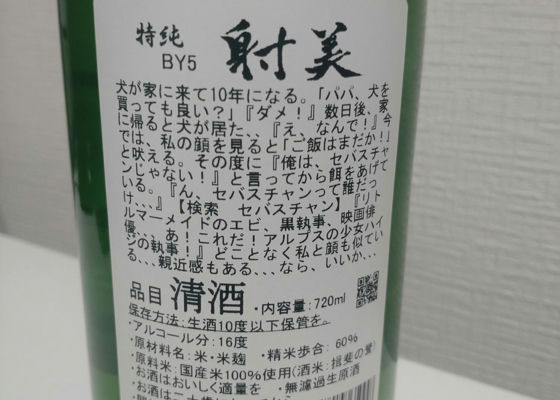 特純
BY5
射美
犬が家に来て10年になる。「パパ、犬を
買っても良い?」『ダメ!』数日後、家
に帰ると犬が居た、、『え、なんで!』今
では、私の顔を見ると「ご飯はまだか!」
と吠える。その度に『俺は、セバスチャ
ンじゃない!』と言ってから餌をあげて
いる。『ん、セバスチャンって誰だっ
け...』【検索 セバスチャン】『リト
ルマーメイドのエビ、黒執事、映画俳
優、、あ!これだ!アルプスの少女ハイ
ジの執事!』どことなく私と顔も似てい
る...親近感もある...なら、いいか...
品目 清酒 ・内容量:720ml
保存方法:生酒10度以下保管を。
・アルコール分:16度
・原材料名:米・米麹 ・精米歩合:60%
・原料米:国産米100%使用(酒米:揖斐の誉)
・お酒はおいしく適量を ・無濾過生原酒